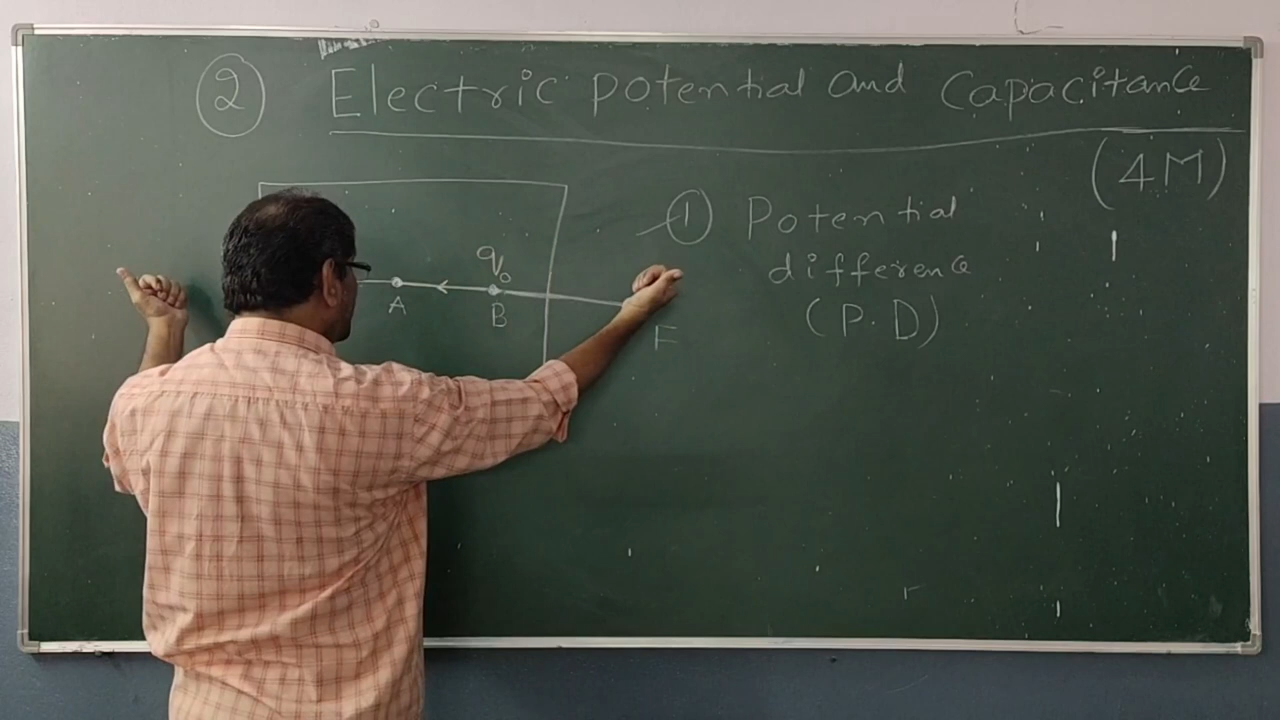 ② Electric potential and Capacitance
(4M)
① Potential
difference
(P.D)
q₀
A
B
F